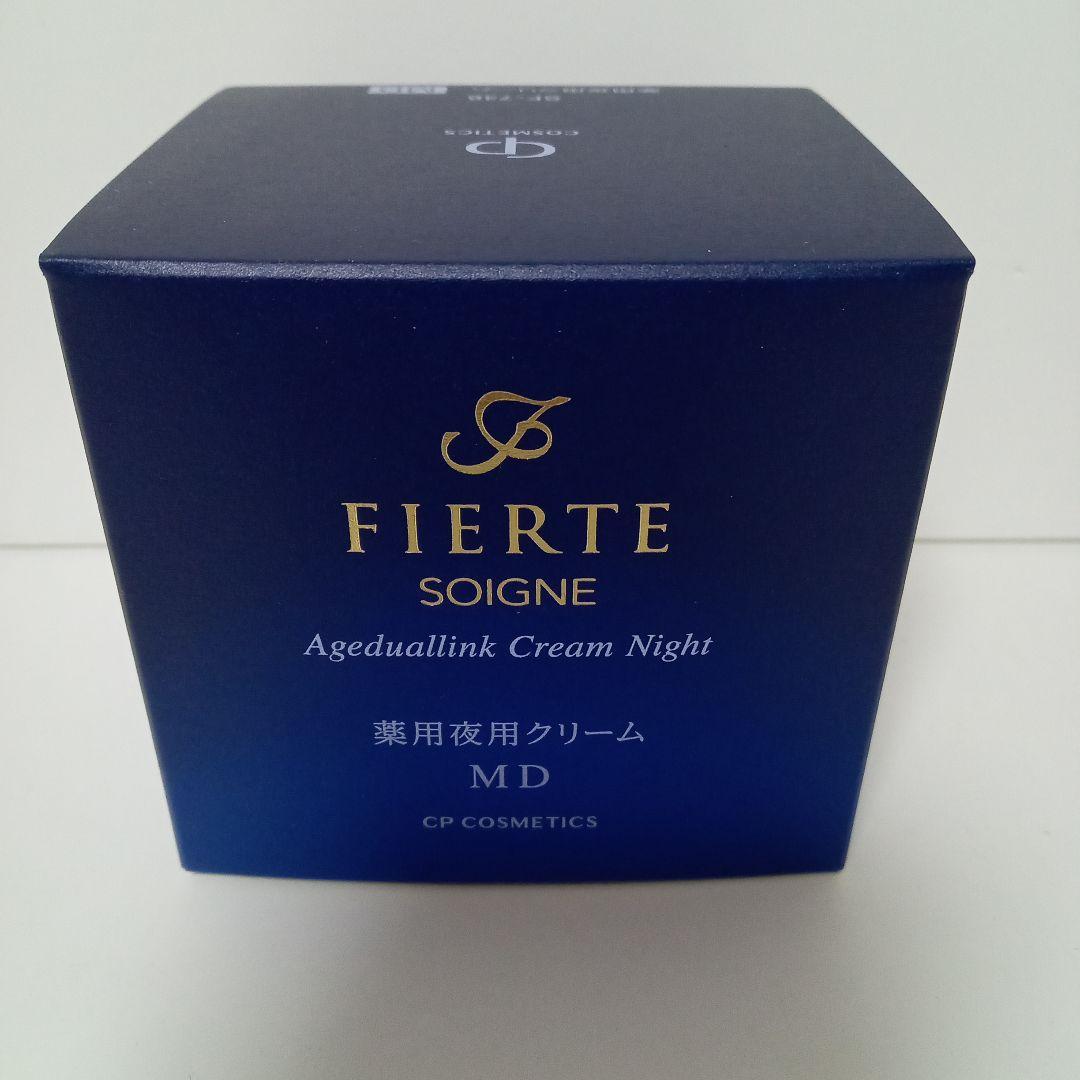 CP
COSMETICS
FIERTE
SOIGNE
Ageduallink Cream Night
薬用夜用クリーム
MD
CP COSMETICS